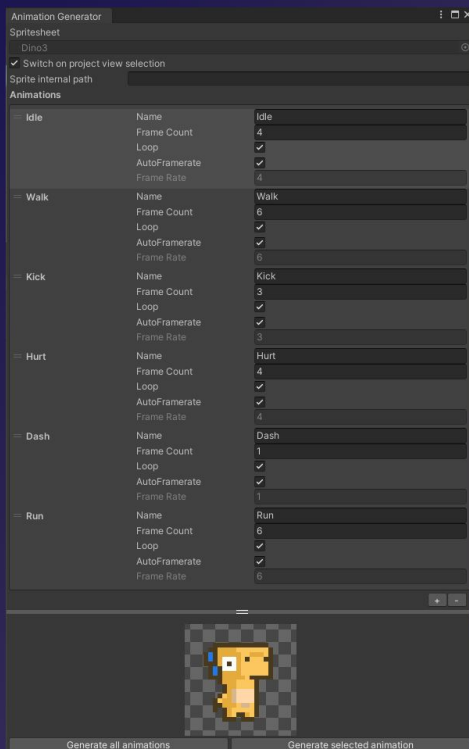 Animation Generator
Spritesheet
Dino3
Switch on project view selection
Sprite internal path
Animations
Idle Name Idle
Frame Count 4
Loop
AutoFramerate
Frame Rate 4
Walk Name Walk
Frame Count 6
Loop
AutoFramerate
Frame Rate 6
Kick Name Kick
Frame Count 3
Loop
AutoFramerate
Frame Rate 3
Hurt Name Hurt
Frame Count 4
Loop
AutoFramerate
Frame Rate 4
Dash Name Dash
Frame Count 1
Loop
AutoFramerate
Frame Rate 1
Run Name Run
Frame Count 6
Loop
AutoFramerate
Frame Rate 6
+ -
Generate all animations Generate selected animation